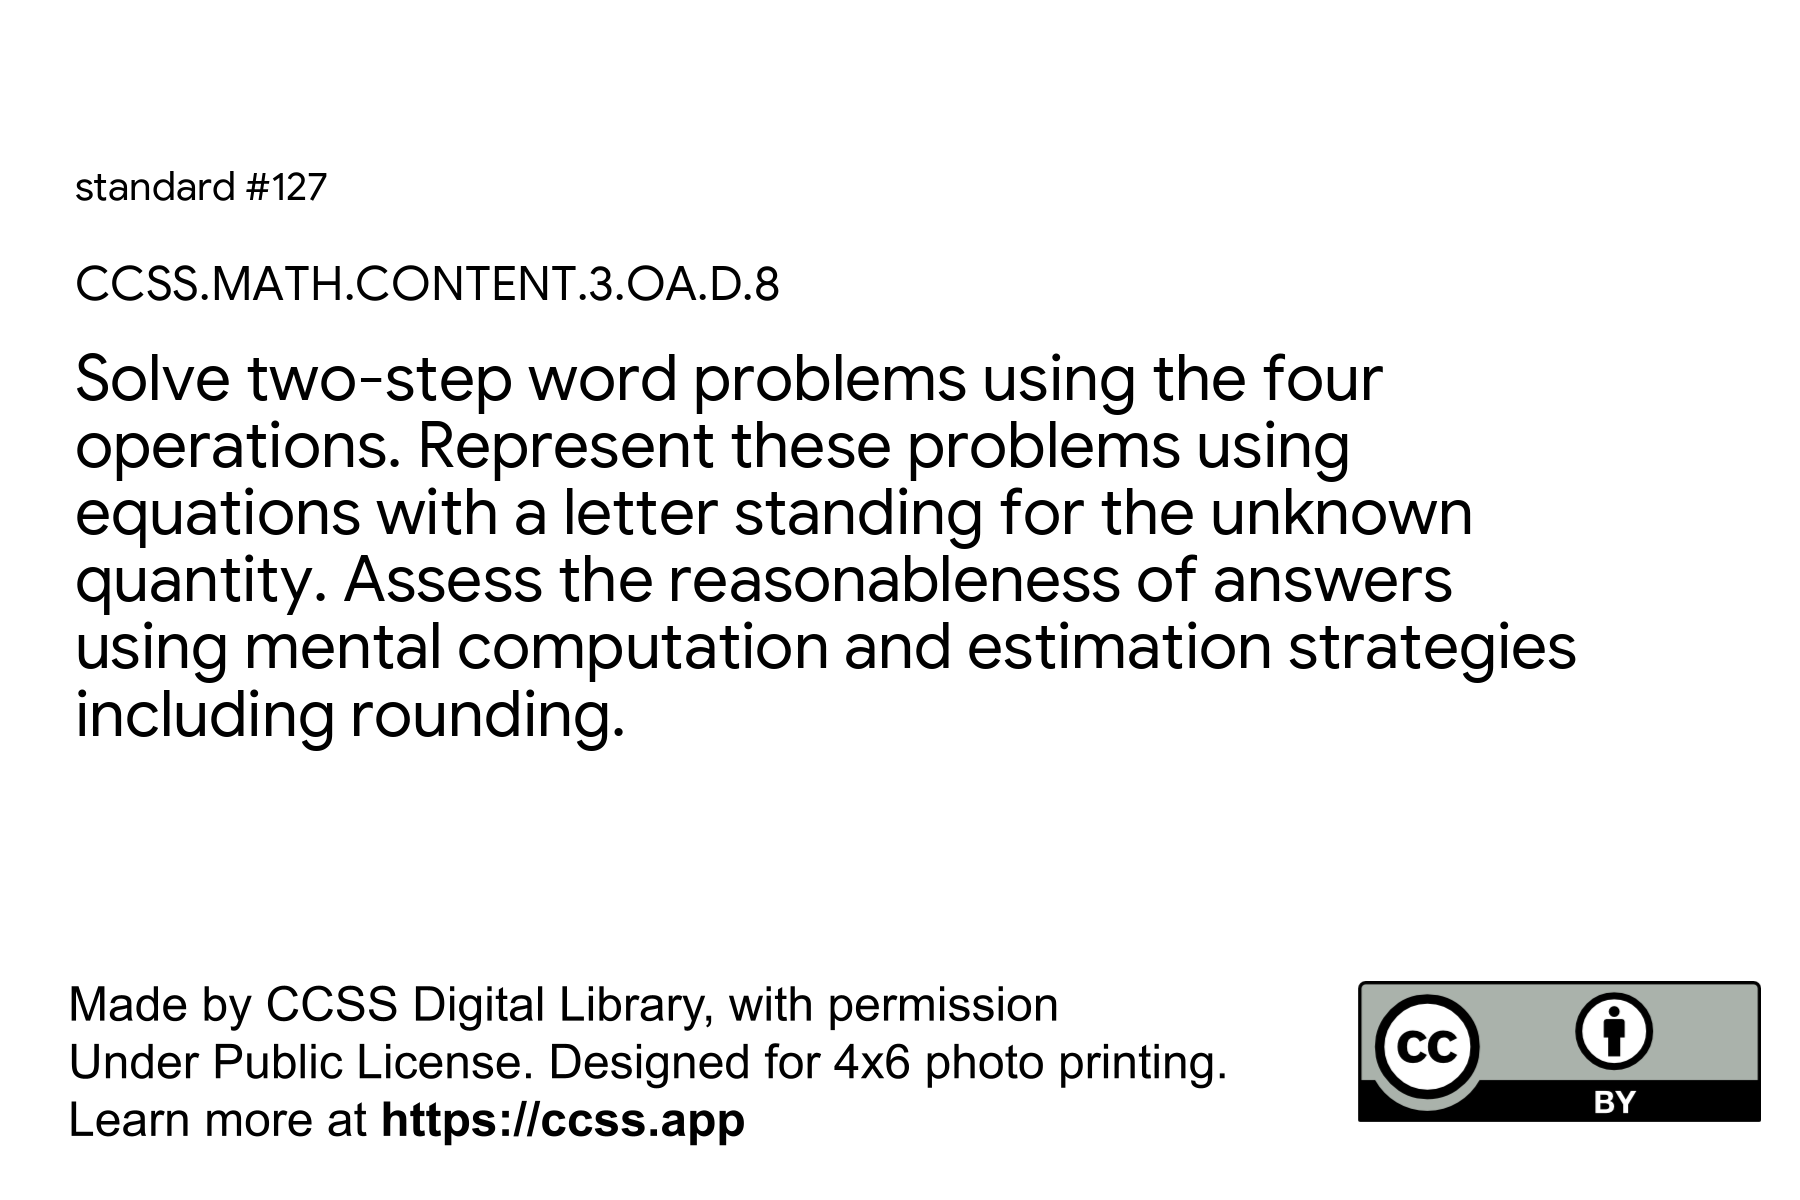 standard #127
CCSS.MATH.CONTENT.3.OA.D.8
Solve two-step word problems using the four
operations. Represent these problems using
equations with a letter standing for the unknown
quantity. Assess the reasonableness of answers
using mental computation and estimation strategies
including rounding.
Made by CCSS Digital Library, with permission
Under Public License. Designed for 4x6 photo printing.
Learn more at https://ccss.app
CC
BY